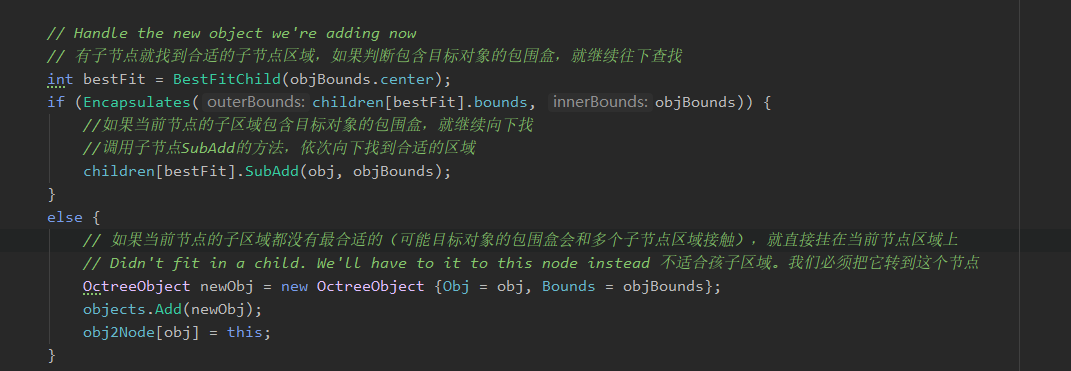 // Handle the new object we're adding now
// 有子节点就找到合适的子节点区域，如果判断包含目标对象的包围盒，就继续往下查找
int bestFit = BestFitChild(objBounds.center);
if (Encapsulates( outerBounds: children[bestFit].bounds, innerBounds: objBounds)) {
//如果当前节点的子区域包含目标对象的包围盒，就继续向下找
//调用子节点SubAdd的方法，依次向下找到合适的区域
children[bestFit].SubAdd(obj, objBounds);
}
else {
// 如果当前节点的子区域都没有最合适的（可能目标对象的包围盒会和多个子节点区域接触），就直接挂在当前节点区域上
// Didn't fit in a child. We'll have to it to this node instead 不适合孩子区域。我们必须把它转到这个节点
OctreeObject newObj = new OctreeObject {Obj = obj, Bounds = objBounds};
objects.Add(newObj);
obj2Node[obj] = this;
}